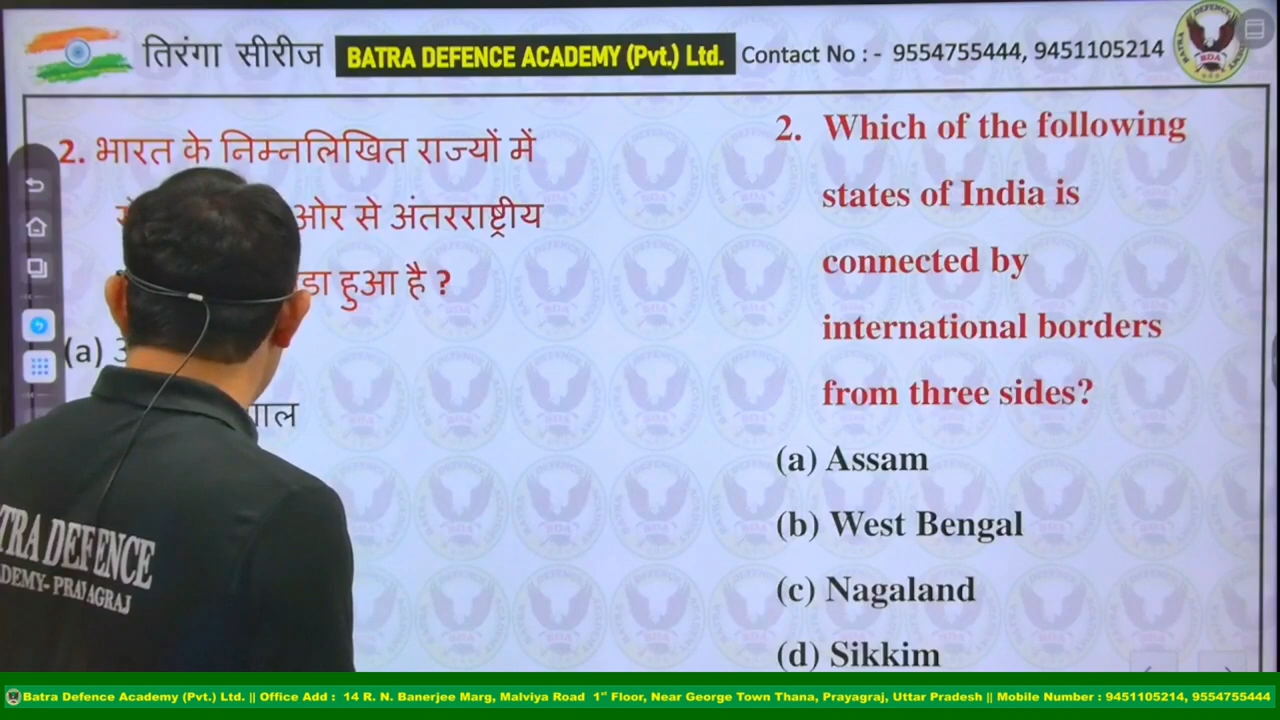 तिरंगा सीरीज BATRA DEFENCE ACADEMY (Pvt.) Ltd. Contact No : - 9554755444, 9451105214
2. भारत के निम्नलिखित राज्यों में
ओर से अंतरराष्ट्रीय
हुआ है ?
(a)
2. Which of the following
states of India is
connected by
international borders
from three sides?
(a) Assam
(b) West Bengal
(c) Nagaland
(d) Sikkim
DEFENCE
Batra Defence Academy (Pvt.) Ltd. || Office Add : 14 R. N. Banerjee Marg, Malviya Road 1st Floor, Near George Town Thana, Prayagraj, Uttar Pradesh || Mobile Number : 9451105214, 9554755444